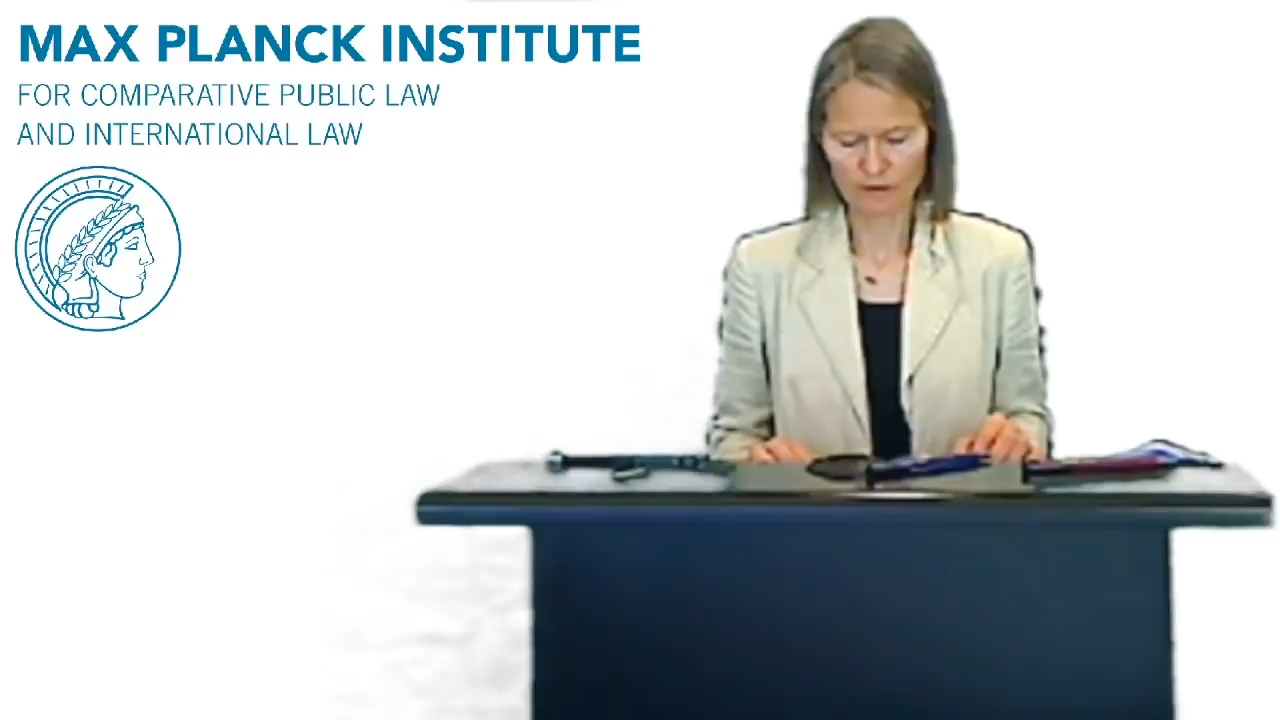 MAX PLANCK INSTITUTE
FOR COMPARATIVE PUBLIC LAW
AND INTERNATIONAL LAW